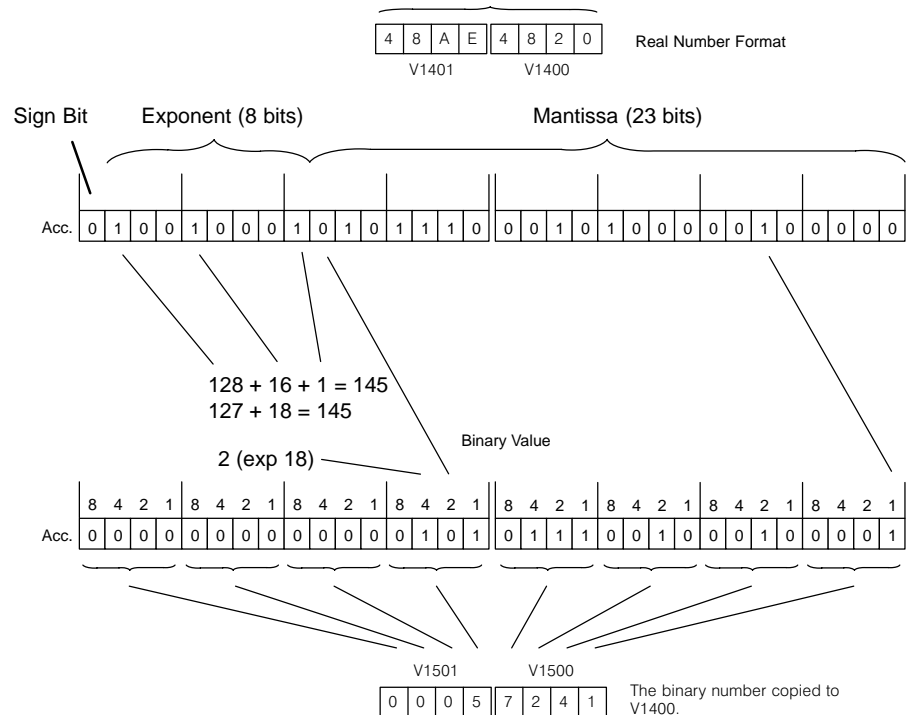 4 8 A E 4 8 2 0 Real Number Format
V1401 V1400
Sign Bit Exponent (8 bits) Mantissa (23 bits)
Acc. 0 1 0 0 1 0 0 0 1 0 1 0 1 1 1 0 0 0 1 0 1 0 0 0 0 0 1 0 0 0 0 0
128 + 16 + 1 = 145
127 + 18 = 145
Binary Value
2 (exp 18)
8 4 2 1 8 4 2 1 8 4 2 1 8 4 2 1 8 4 2 1 8 4 2 1 8 4 2 1 8 4 2 1
Acc. 0 0 0 0 0 0 0 0 0 0 0 0 0 1 0 1 0 1 1 1 0 0 1 0 0 0 1 0 0 0 0 1
V1501 V1500
0 0 0 5 7 2 4 1 The binary number copied to
V1400.